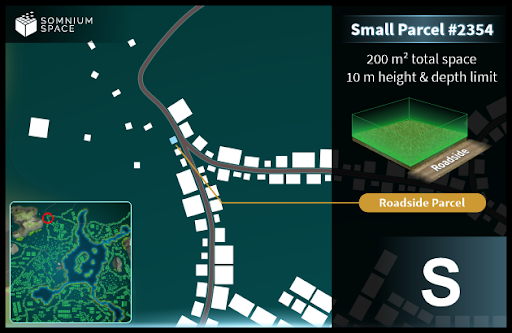 SOMNIUM
SPACE
Small Parcel #2354
200 m² total space
10 m height & depth limit
Roadside
Roadside Parcel
S